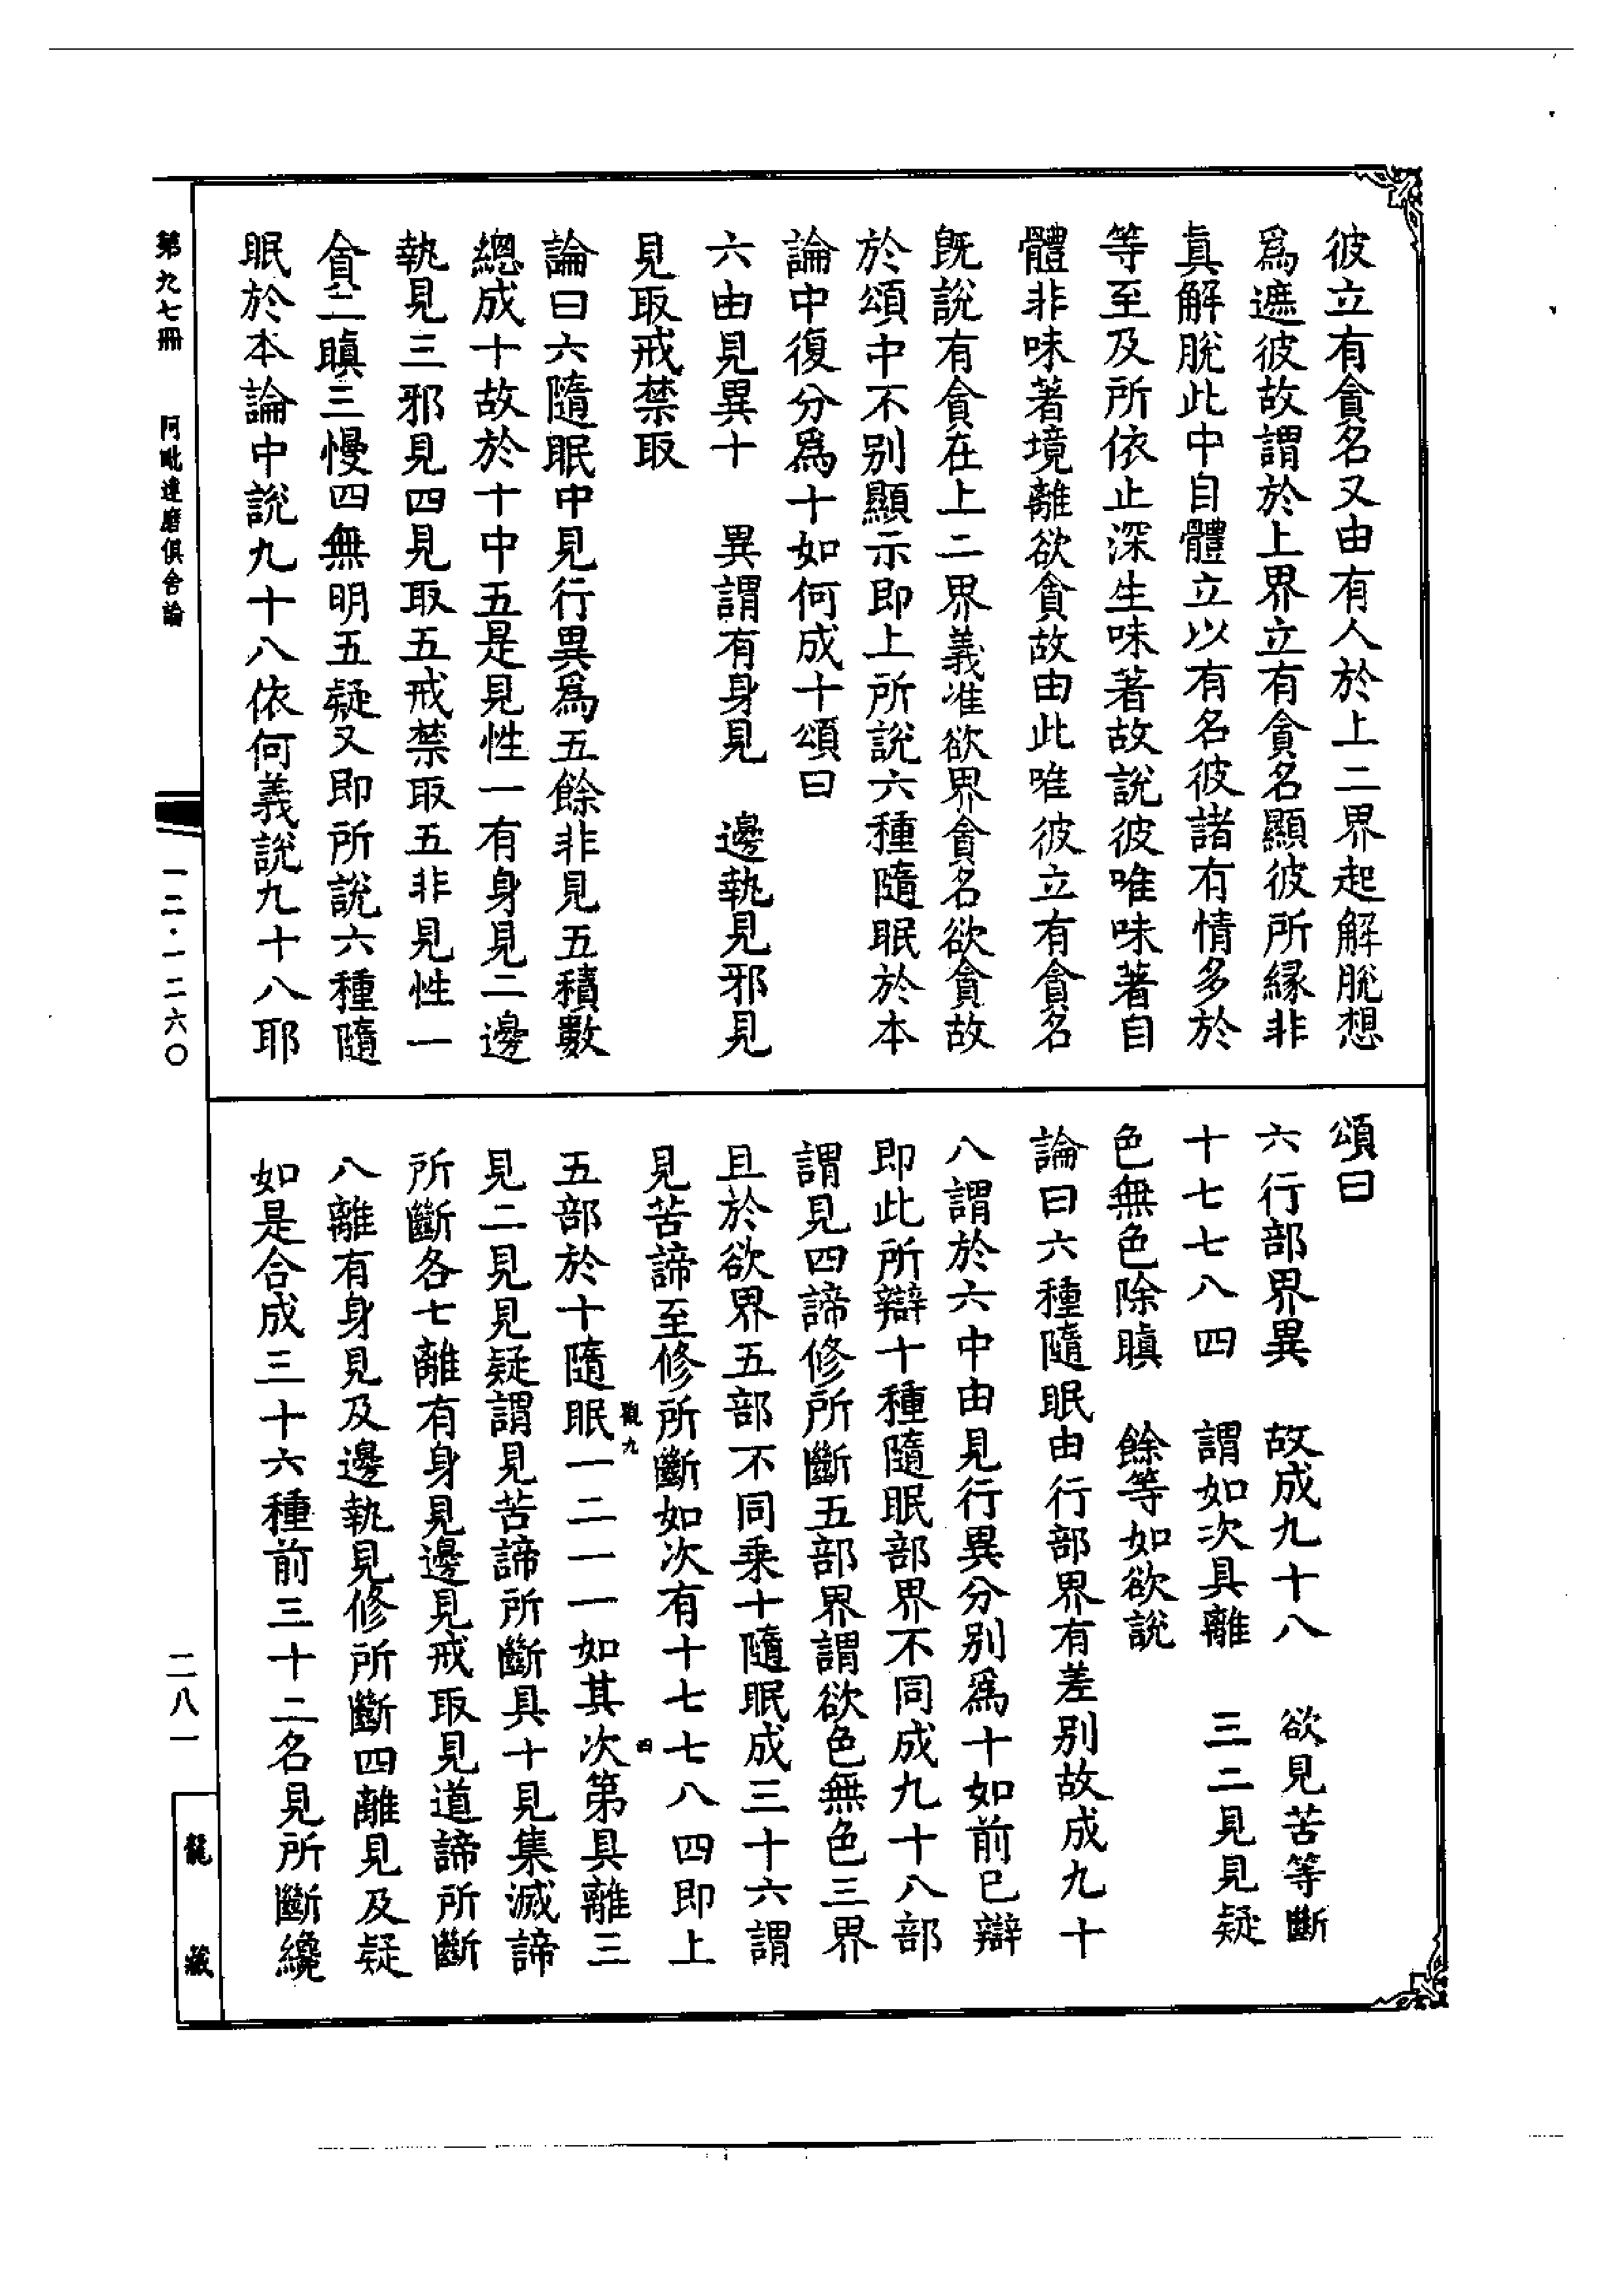 彼立有貪名又由有人於上二界起解脫想
爲遮彼故謂於上界立有貪名顯彼所緣非
眞解脫此中自體立以有名彼諸有情多於
等至及所依止深生味著故說彼唯味著自
體非味著境離欲貪故由此唯彼立有貪名
旣說有貪在上二界義准欲界貪名欲貪故
於頌中不別顯示即上所說六種隨眠於本
論中復分爲十如何成十頌曰
六由見異十　異謂有身見　邊執見邪見
見取戒禁取
論曰六隨眠中見行異爲五餘非見五積數
總成十故於十中五是見性一有身見二邊
執見三邪見四見取五戒禁取五非見性一
貪二瞋三慢四無明五疑又即所說六種隨
眠於本論中說九十八依何義說九十八耶
頌曰
六行部界異　故成九十八　欲見苦等斷
十七七八四　謂如次具離　三二見見疑
色無色除瞋　餘等如欲說
論曰六種隨眠由行部界有差別故成九十
八謂於六中由見行異分別爲十如前已辯
即此所辯十種隨眠部界不同成九十八部
謂見四諦修所斷五部界謂欲色無色三界
且於欲界五部不同乘十隨眠成三十六謂
見苦諦至修所斷如次有十七七八四即上
觀九
四
五部於十隨眠一二一一如其次第具離三
見二見見疑謂見苦諦所斷具十見集滅諦
所斷各七離有身見邊見戒取見道諦所斷
八離有身見及邊執見修所斷四離見及疑
如是合成三十六種前三十二名見所斷纔
第九七冊　阿毗達磨俱舍論
一二·一二六〇
二八一
龍藏